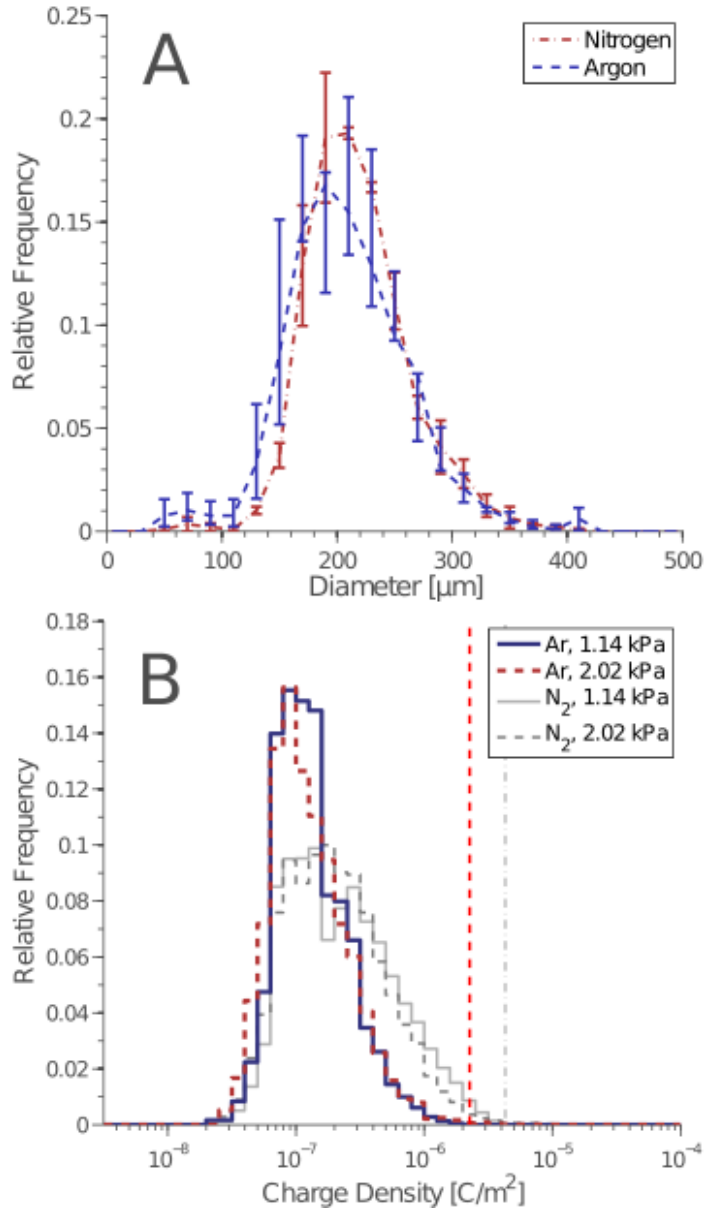 0.25
A
Nitrogen
Argon
0.2
0.15
0.1
0.05
0
Relative Frequency
0 100 200 300 400 500
Diameter [µm]
0.18
B
Ar, 1.14 kPa
Ar, 2.02 kPa
N₂, 1.14 kPa
N₂, 2.02 kPa
0.16
0.14
0.12
0.1
0.08
0.06
0.04
0.02
0
Relative Frequency
10⁻⁸ 10⁻⁷ 10⁻⁶ 10⁻⁵ 10⁻⁴
Charge Density [C/m²]